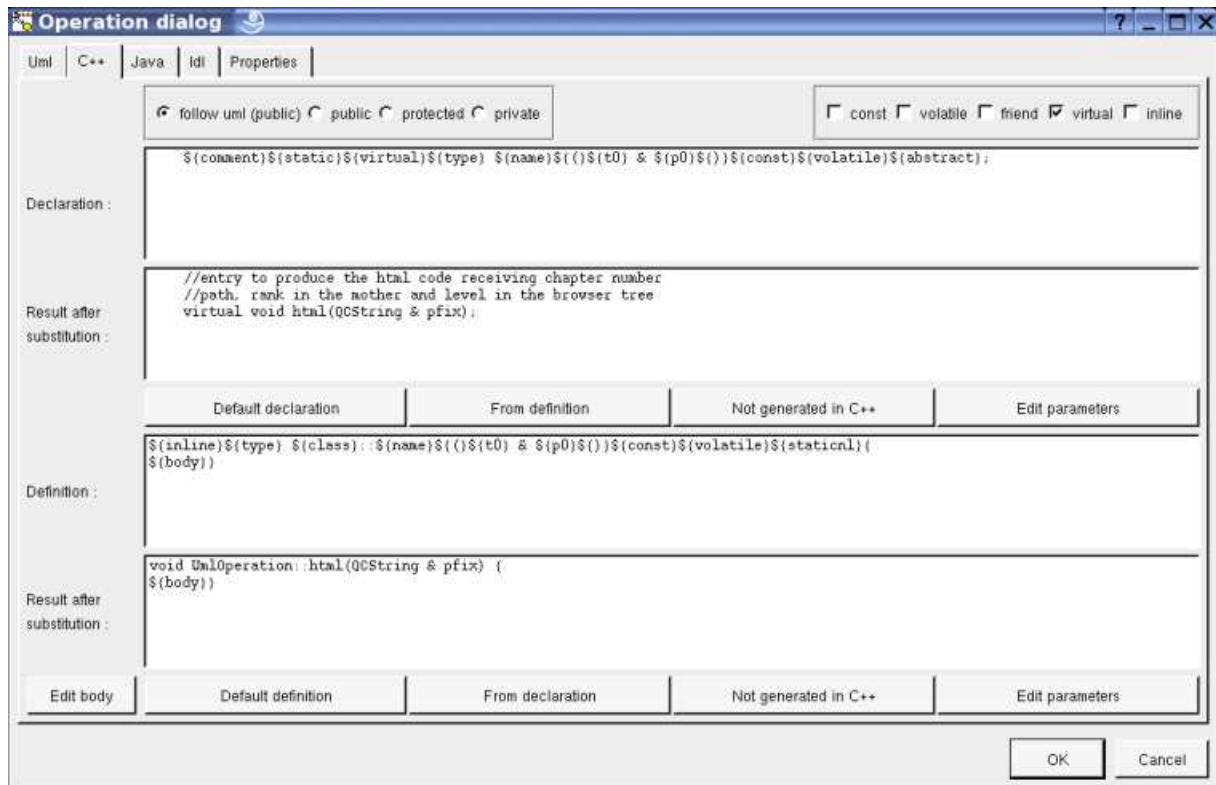 Operation dialog
Uml C++ Java Idl Properties
follow uml (public) public protected private const volatile friend virtual inline
Declaration :
${comment}${static}${virtual}${type} ${name}${(}${t0} & ${p0}${)}${const}${volatile}${abstract};
Result after
substitution :
//entry to produce the html code receiving chapter number
//path, rank in the mother and level in the browser tree
virtual void html(QCString & pfix);
Default declaration From definition Not generated in C++ Edit parameters
Definition :
${inline}${type} ${class}::${name}${(}${t0} & ${p0}${)}${const}${volatile}${staticnl}{
${body}}
Result after
substitution :
void UmlOperation::html(QCString & pfix) {
${body}}
Edit body Default definition From declaration Not generated in C++ Edit parameters
OK Cancel